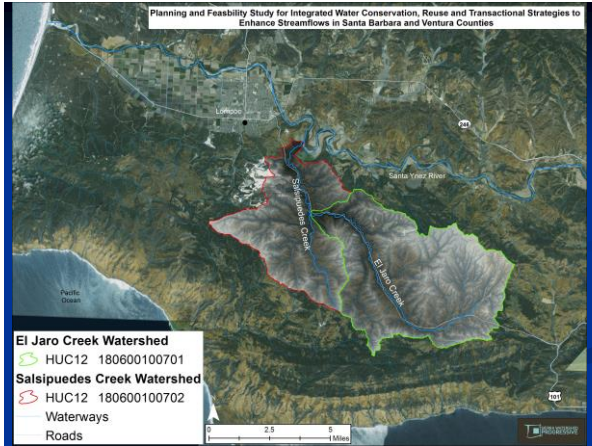 Planning and Feasibility Study for Integrated Water Conservation, Reuse and Transactional Strategies to
Enhance Streamflows in Santa Barbara and Ventura Counties
Lompoc
246
Santa Ynez River
Salsipuedes Creek
El Jaro Creek
Pacific
Ocean
El Jaro Creek Watershed
HUC12 180600100701
Salsipuedes Creek Watershed
HUC12 180600100702
Waterways
Roads
0 2.5 5
Miles
101